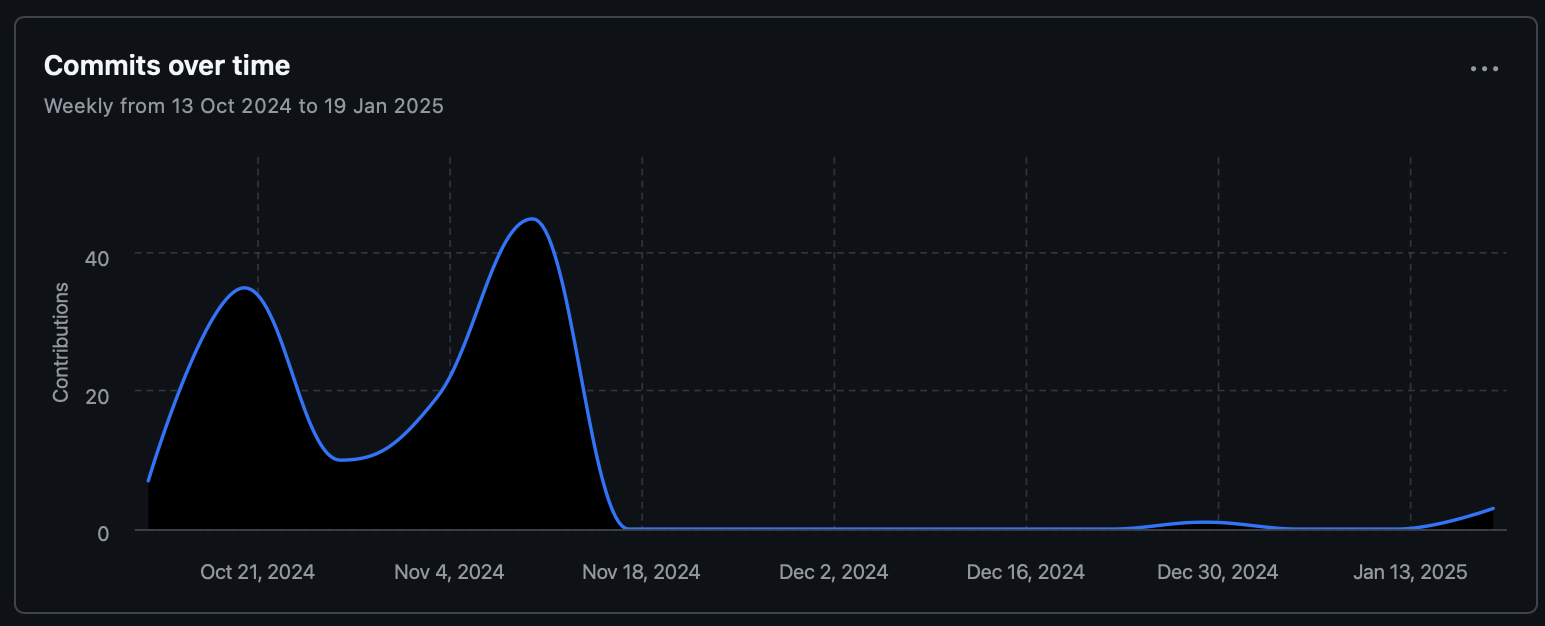 Commits over time
Weekly from 13 Oct 2024 to 19 Jan 2025
Contributions
40
20
0
Oct 21, 2024 Nov 4, 2024 Nov 18, 2024 Dec 2, 2024 Dec 16, 2024 Dec 30, 2024 Jan 13, 2025